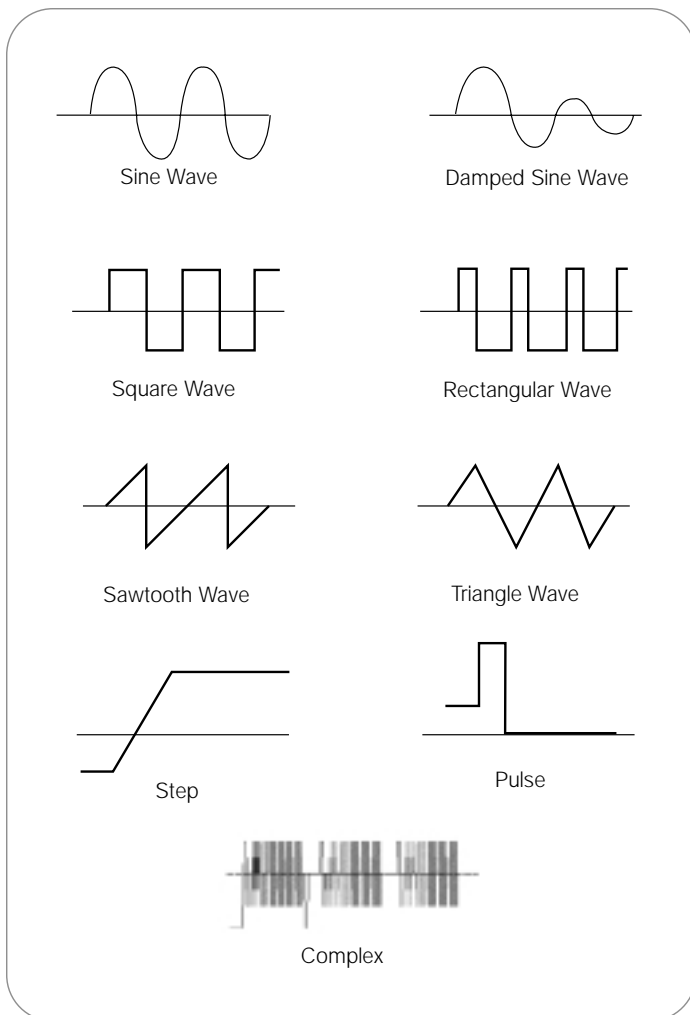 Sine Wave
Damped Sine Wave
Square Wave
Rectangular Wave
Sawtooth Wave
Triangle Wave
Step
Pulse
Complex